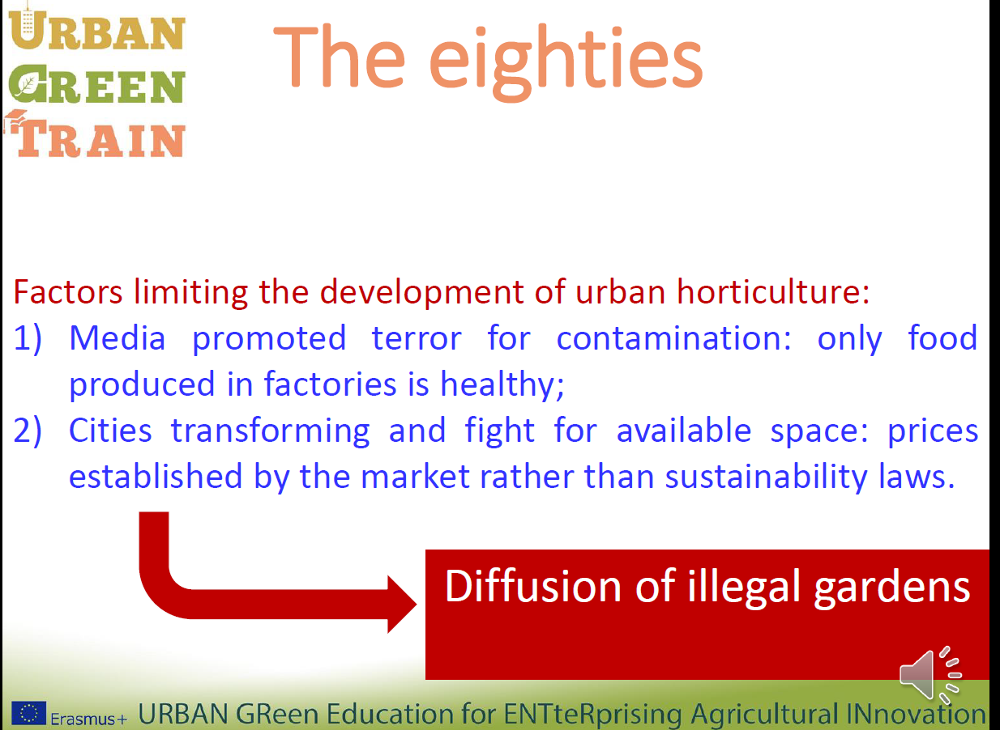 URBAN
GREEN
TRAIN
The eighties
Factors limiting the development of urban horticulture:
1) Media promoted terror for contamination: only food
produced in factories is healthy;
2) Cities transforming and fight for available space: prices
established by the market rather than sustainability laws.
Diffusion of illegal gardens
Erasmus+ URBAN GReen Education for ENTteRprising Agricultural INnovation